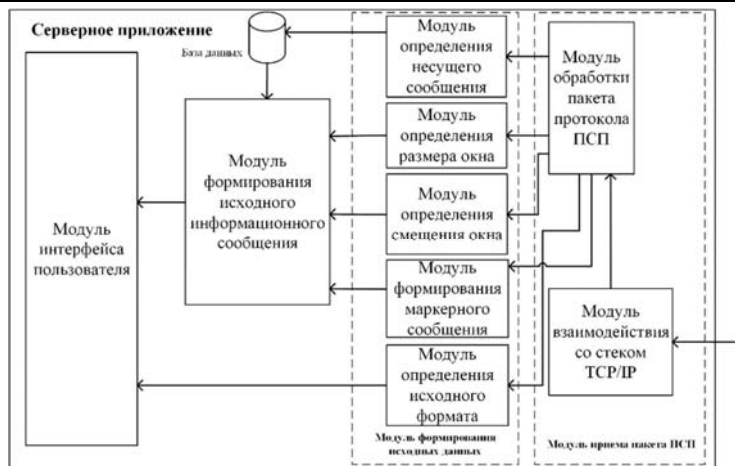 Серверное приложение
База данных
Модуль
интерфейса
пользователя
Модуль
формирования
исходного
информационного
сообщения
Модуль
определения
несущего
сообщения
Модуль
определения
размера окна
Модуль
определения
смещения окна
Модуль
формирования
маркерного
сообщения
Модуль
определения
исходного
формата
Модуль формирования
исходных данных
Модуль
обработки
пакета
протокола
ПСП
Модуль
взаимодействия
со стеком
TCP/IP
Модуль приема пакета ПСП